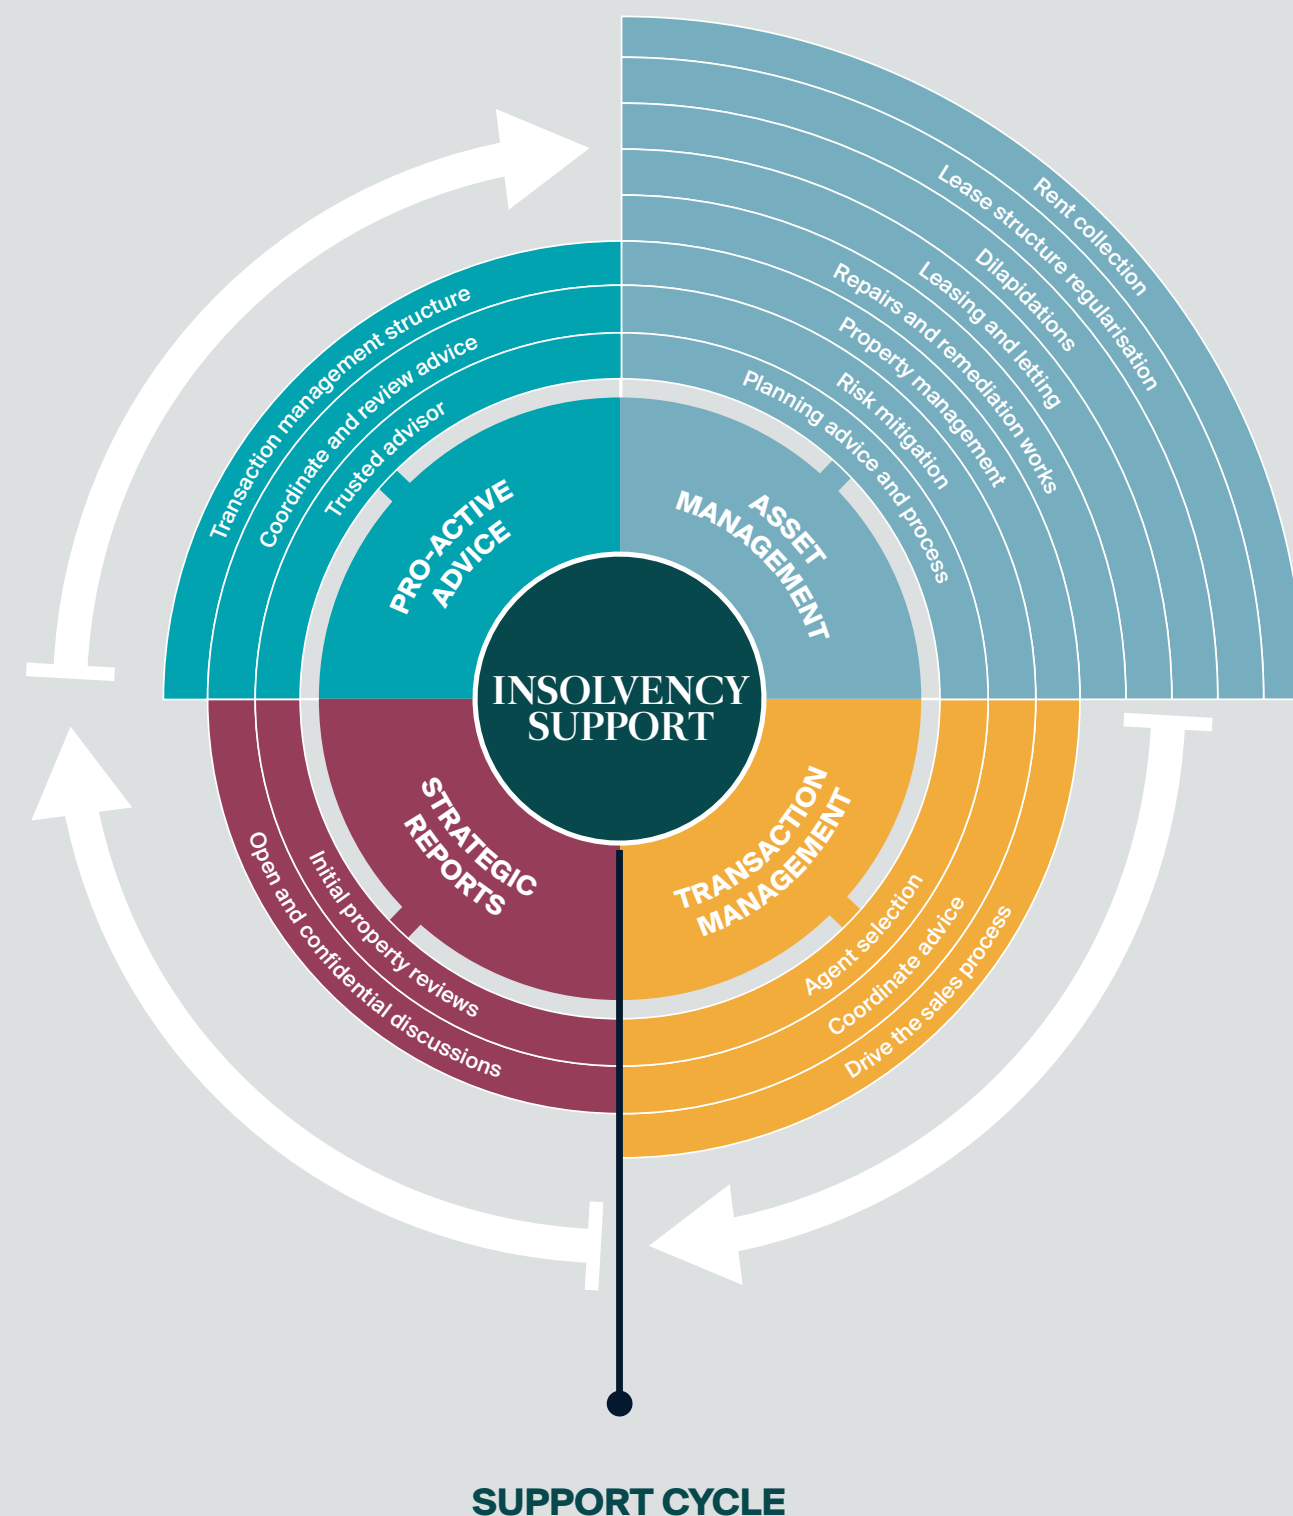 INSOLVENCY
SUPPORT
STRATEGIC
REPORTS
Initial property reviews
Open and confidential discussions
PRO-ACTIVE
ADVICE
Transaction management structure
Coordinate and review advice
Trusted advisor
ASSET
MANAGEMENT
Rent collection
Lease structure regularisation
Dilapidations
Leasing and letting
Repairs and remediation works
Property management
Risk mitigation
Planning advice and process
TRANSACTION
MANAGEMENT
Agent selection
Coordinate advice
Drive the sales process
SUPPORT CYCLE